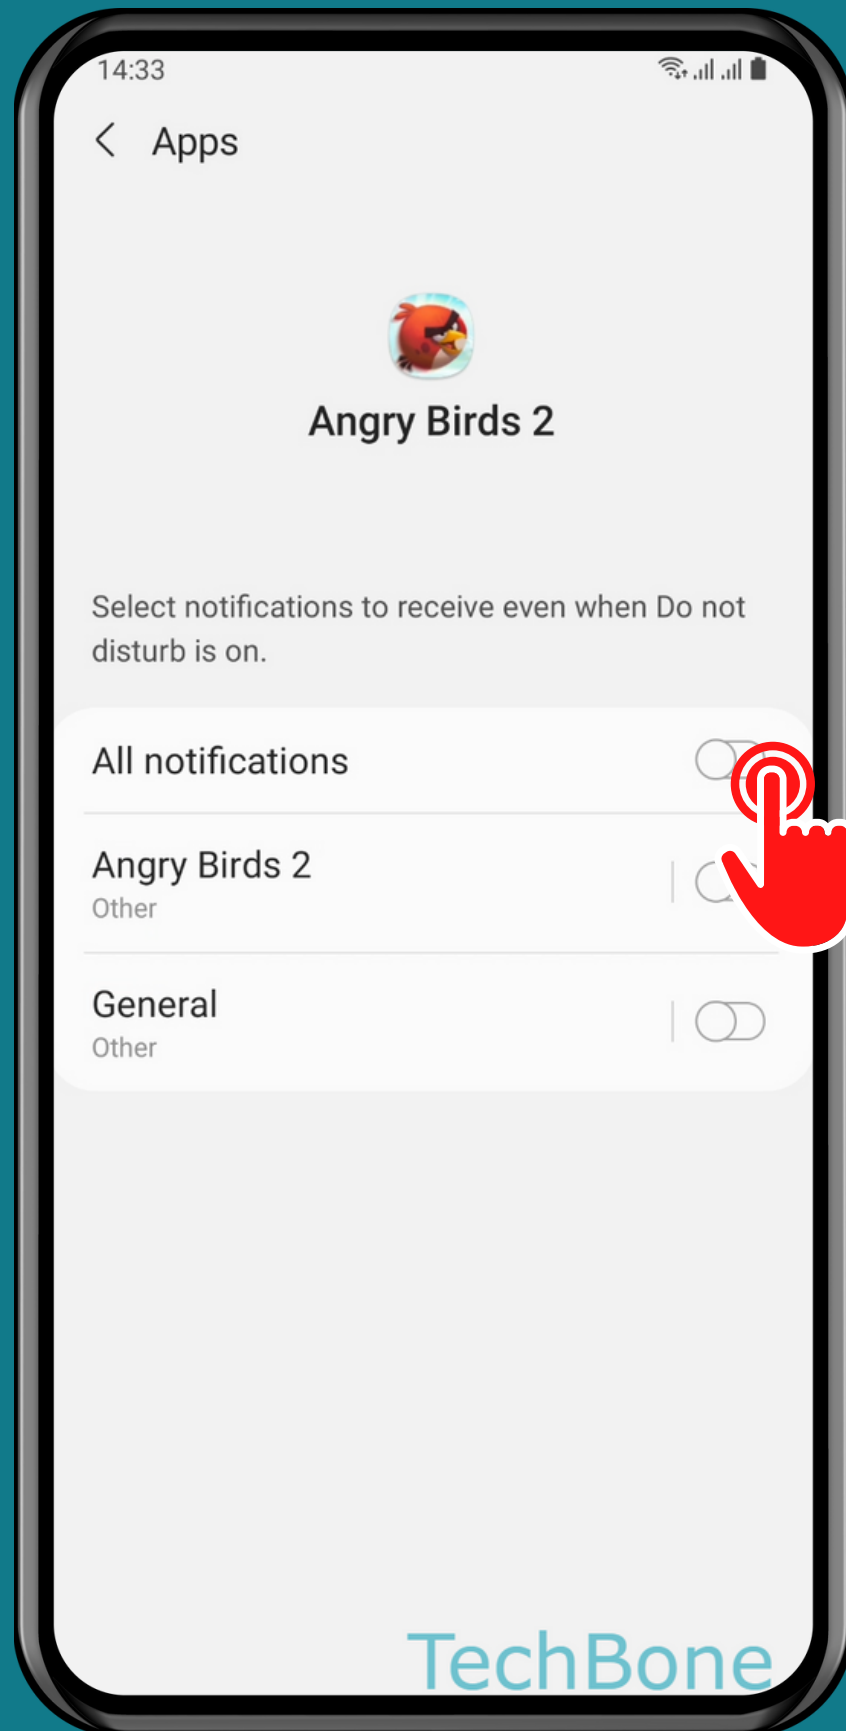 14:33
Apps
Angry Birds 2
Select notifications to receive even when Do not
disturb is on.
All notifications
Angry Birds 2
Other
General
Other
TechBone